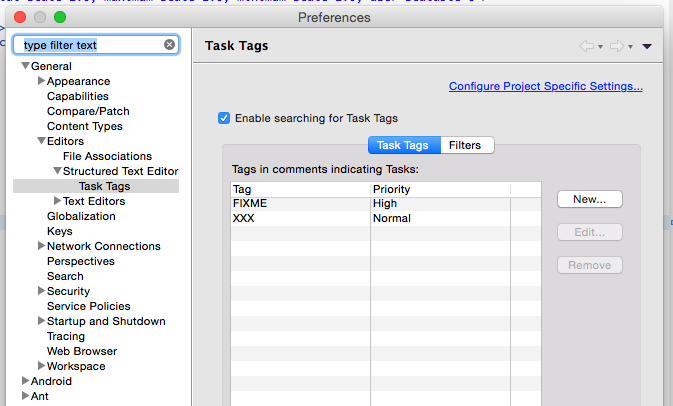 Preferences
type filter text
Task Tags
General
Appearance
Capabilities
Compare/Patch
Content Types
Editors
File Associations
Structured Text Editor
Task Tags
Text Editors
Globalization
Keys
Network Connections
Perspectives
Search
Security
Service Policies
Startup and Shutdown
Tracing
Web Browser
Workspace
Android
Ant
Configure Project Specific Settings...
Enable searching for Task Tags
Task Tags Filters
Tags in comments indicating Tasks:
Tag Priority
FIXME High
XXX Normal
New...
Edit...
Remove